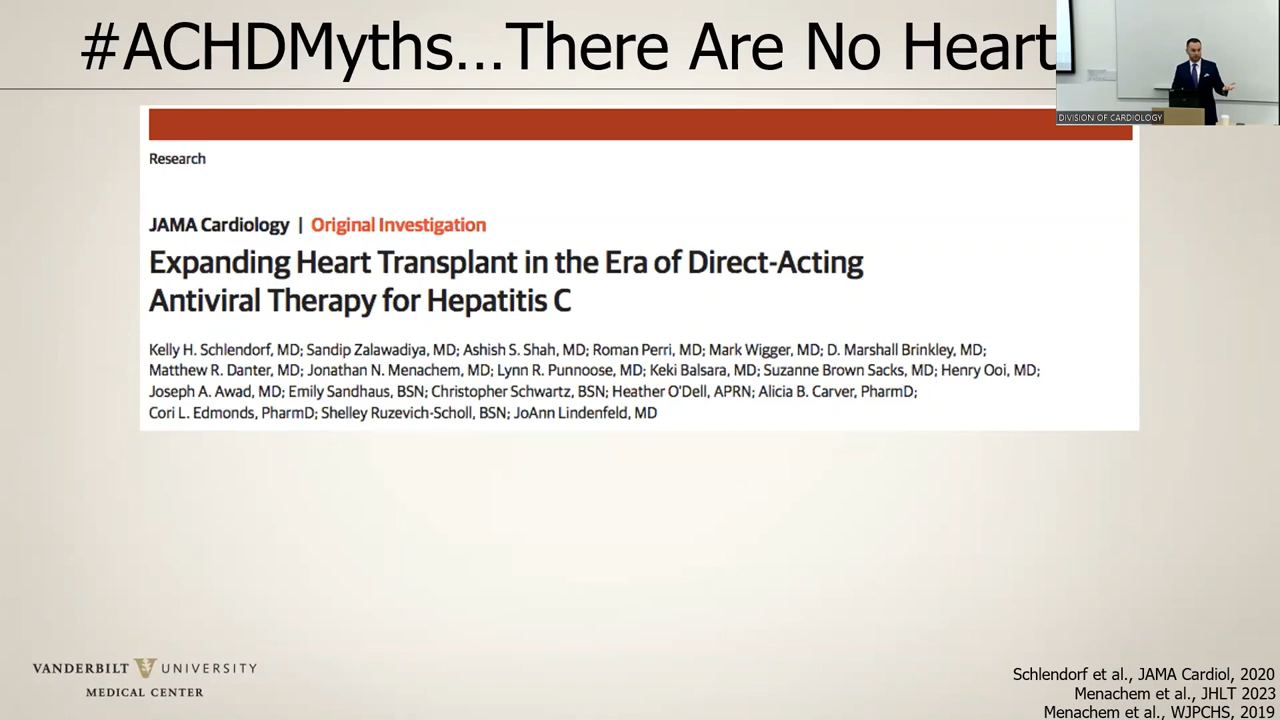 #ACHDMyths...There Are No Heart
DIVISION OF CARDIOLOGY
Research
JAMA Cardiology | Original Investigation
Expanding Heart Transplant in the Era of Direct-Acting
Antiviral Therapy for Hepatitis C
Kelly H. Schlendorf, MD; Sandip Zalawadiya, MD; Ashish S. Shah, MD; Roman Perri, MD; Mark Wigger, MD; D. Marshall Brinkley, MD;
Matthew R. Danter, MD; Jonathan N. Menachem, MD; Lynn R. Punnoose, MD; Keki Balsara, MD; Suzanne Brown Sacks, MD; Henry Ooi, MD;
Joseph A. Awad, MD; Emily Sandhaus, BSN; Christopher Schwartz, BSN; Heather O'Dell, APRN; Alicia B. Carver, PharmD;
Cori L. Edmonds, PharmD; Shelley Ruzevich-Scholl, BSN; JoAnn Lindenfeld, MD
VANDERBILT UNIVERSITY
MEDICAL CENTER
Schlendorf et al., JAMA Cardiol, 2020
Menachem et al., JHLT 2023
Menachem et al., WJPCHS, 2019